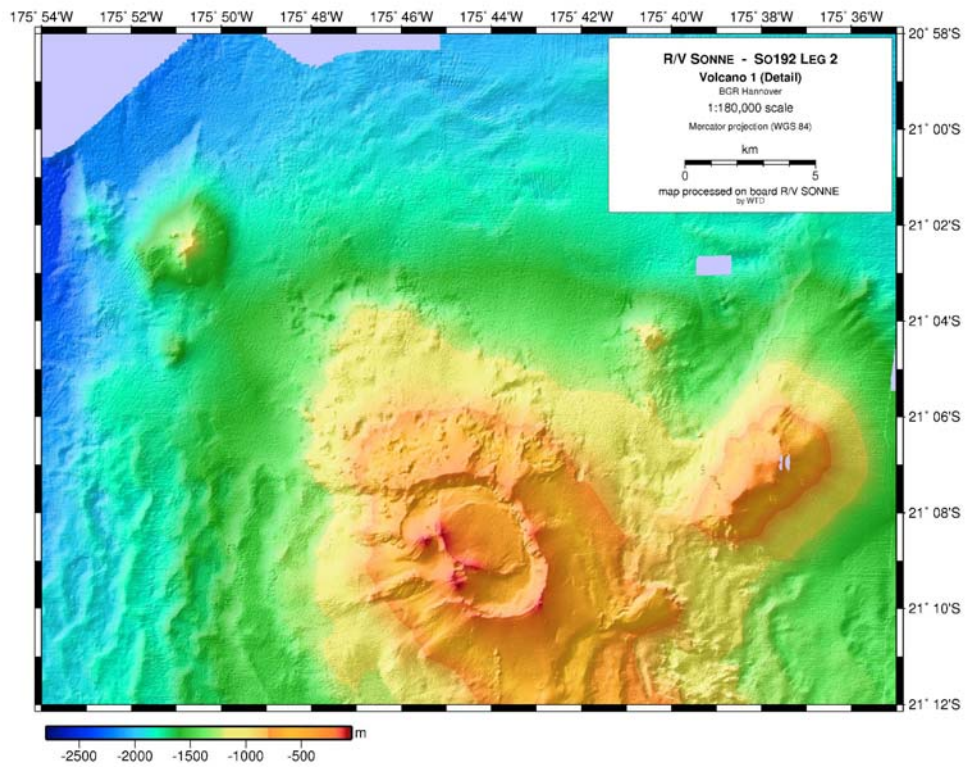 175˚54'W 175˚50'W 175˚48'W 175˚46'W 175˚44'W 175˚42'W 175˚40'W 175˚38'W 175˚36'W
20˚58'S
R/V SONNE - SO192 LEG 2
Volcano 1 (Detail)
BGR Hannover
1:180,000 scale
Mercator projection (WGS 84)
km
0 5
map processed on board R/V SONNE
by WTD
21˚00'S
21˚02'S
21˚04'S
21˚06'S
21˚08'S
21˚10'S
21˚12'S
m
-2500 -2000 -1500 -1000 -500